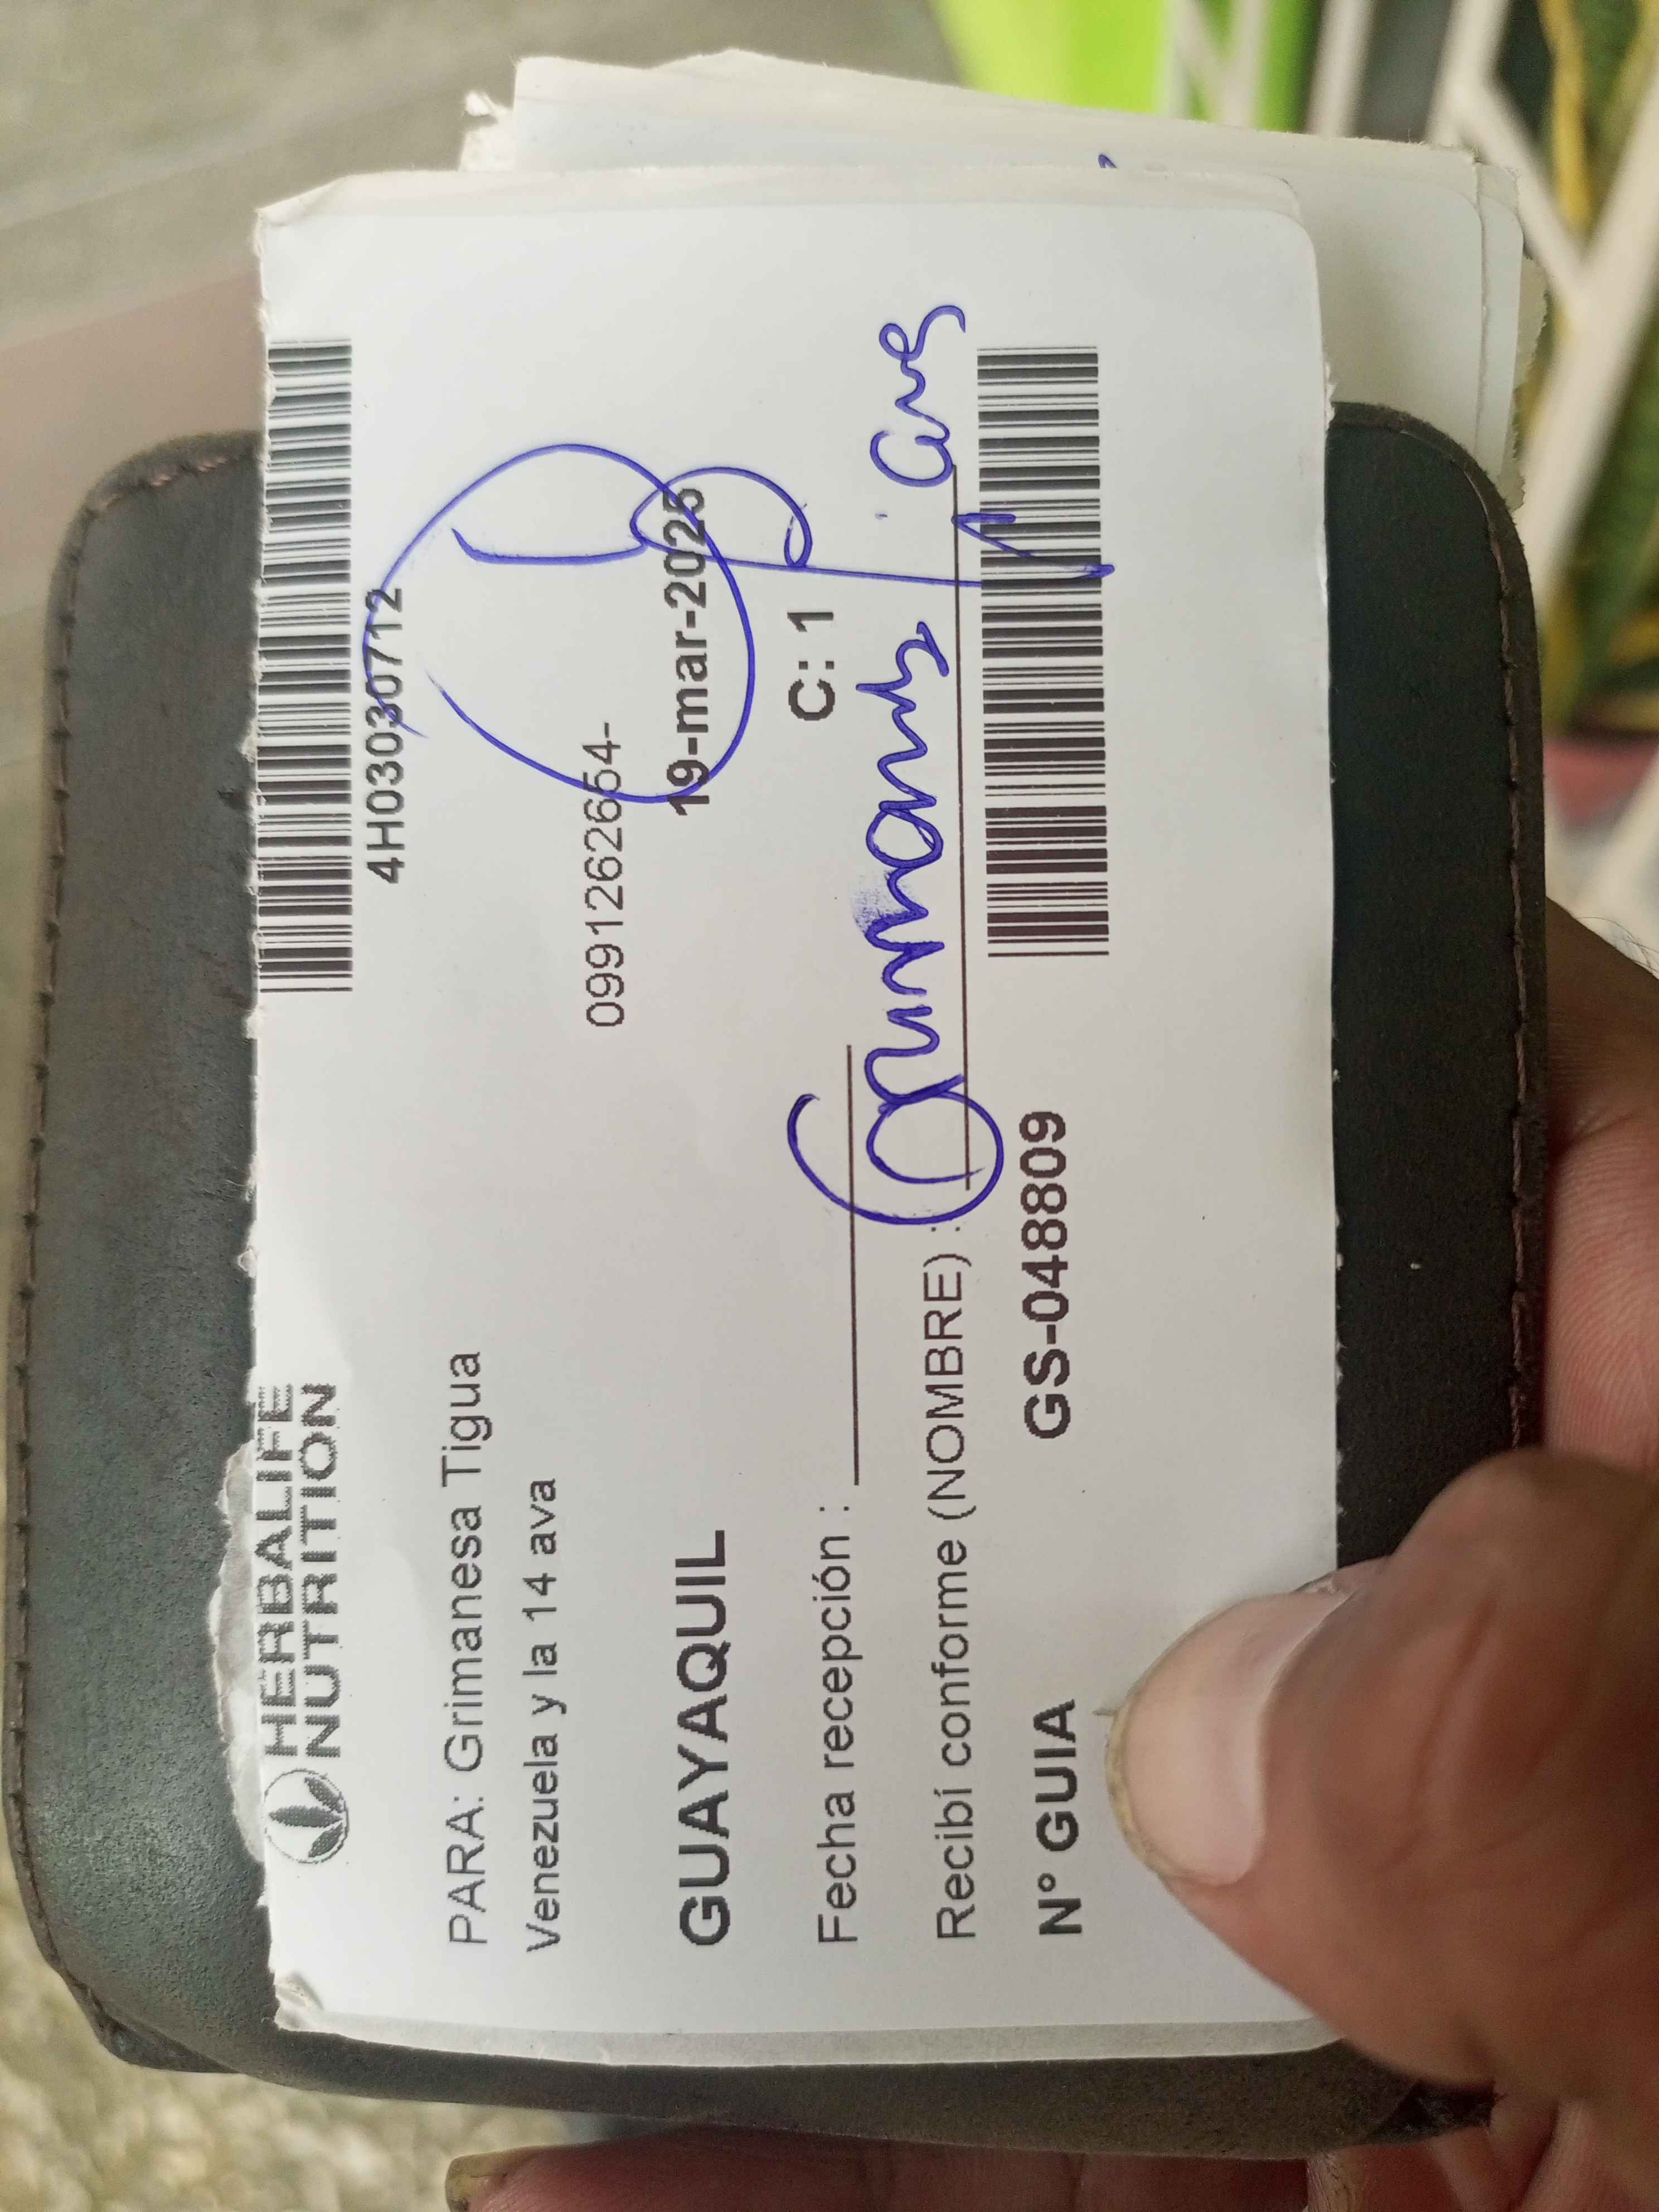 HERBALIFE
NUTRITION
4H03030712
PARA: Grimanesa Tigua
Venezuela y la 14 ava
0991262654-
GUAYAQUIL
19-mar-2025
Fecha recepción :
C: 1
Recibí conforme (NOMBRE) :
N° GUIA GS-048809